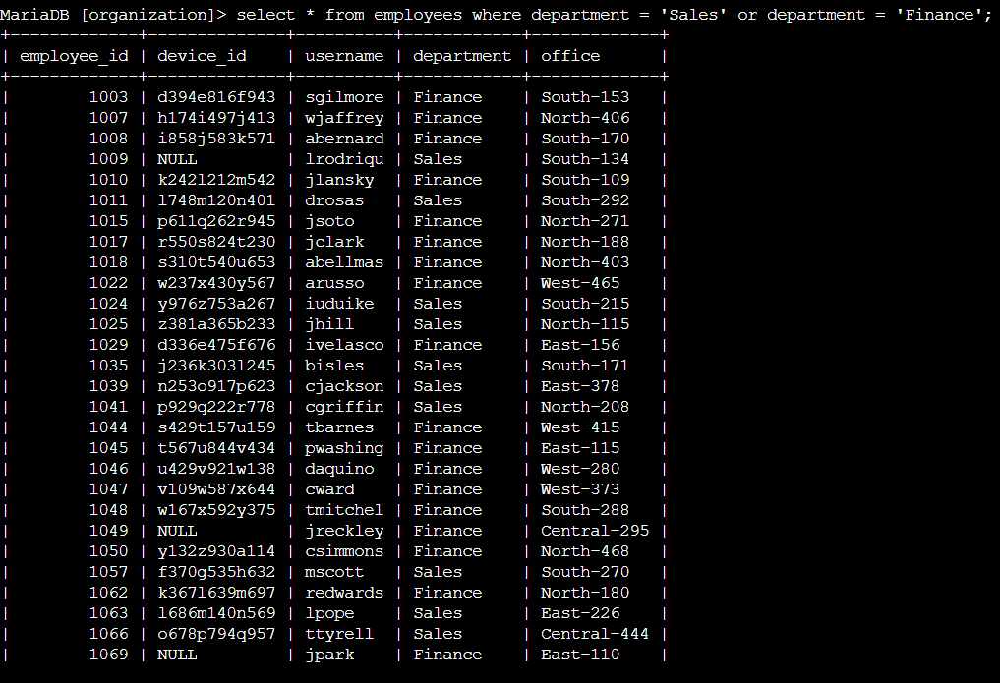 MariaDB [organization]> select * from employees where department = 'Sales' or department = 'Finance';
+-------------+--------------+----------+------------+-------------+
| employee_id | device_id    | username | department | office      |
+-------------+--------------+----------+------------+-------------+
|        1003 | d394e816f943 | sgilmore | Finance    | South-153   |
|        1007 | h174i497j413 | wjaffrey | Finance    | North-406   |
|        1008 | i858j583k571 | abernard | Finance    | South-170   |
|        1009 | NULL         | lrodriqu | Sales      | South-134   |
|        1010 | k242l212m542 | jlansky  | Finance    | South-109   |
|        1011 | l748m120n401 | drosas   | Sales      | South-292   |
|        1015 | p611q262r945 | jsoto    | Finance    | North-271   |
|        1017 | r550s824t230 | jclark   | Finance    | North-188   |
|        1018 | s310t540u653 | abellmas | Finance    | North-403   |
|        1022 | w237x430y567 | arusso   | Finance    | West-465    |
|        1024 | y976z753a267 | iuduike  | Sales      | South-215   |
|        1025 | z381a365b233 | jhill    | Sales      | North-115   |
|        1029 | d336e475f676 | ivelasco | Finance    | East-156    |
|        1035 | j236k303l245 | bisles   | Sales      | South-171   |
|        1039 | n253o917p623 | cjackson | Sales      | East-378    |
|        1041 | p929q222r778 | cgriffin | Sales      | North-208   |
|        1044 | s429t157u159 | tbarnes  | Finance    | West-415    |
|        1045 | t567u844v434 | pwashing | Finance    | East-115    |
|        1046 | u429v921w138 | daquino  | Finance    | West-280    |
|        1047 | v109w587x644 | cward    | Finance    | West-373    |
|        1048 | w167x592y375 | tmitchel | Finance    | South-288   |
|        1049 | NULL         | jreckley | Finance    | Central-295 |
|        1050 | y132z930a114 | csimmons | Finance    | North-468   |
|        1057 | f370g535h632 | mscott   | Sales      | South-270   |
|        1062 | k367l639m697 | redwards | Finance    | North-180   |
|        1063 | l686m140n569 | lpope    | Sales      | East-226    |
|        1066 | o678p794q957 | ttyrell  | Sales      | Central-444 |
|        1069 | NULL         | jpark    | Finance    | East-110    |